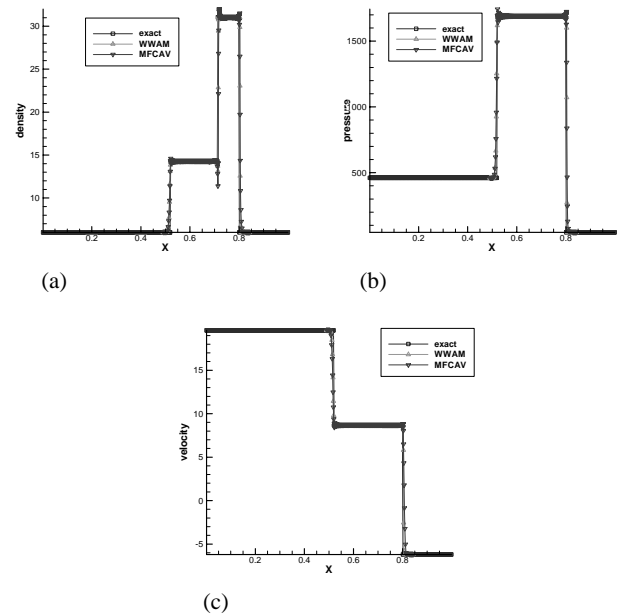 30
25
20
15
10
density
exact
WWAM
MFCAV
0.2
0.4
0.6
0.8
X
(a)
1500
1000
500
pressure
exact
WWAM
MFCAV
0.2
0.4
0.6
0.8
X
(b)
15
10
5
0
-5
velocity
exact
WWAM
MFCAV
0.2
0.4
0.6
0.8
X
(c)